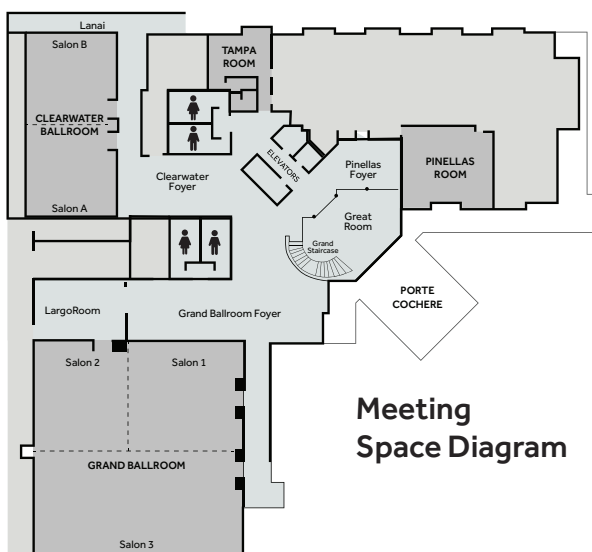 Lanai
Salon B
TAMPA
ROOM
CLEARWATER
BALLROOM
ELEVATORS
Clearwater
Foyer
Pinellas
Foyer
PINELLAS
ROOM
Salon A
Great
Room
Grand
Staircase
PORTE
COCHERE
LargoRoom
Grand Ballroom Foyer
Salon 2
Salon 1
Meeting
Space Diagram
GRAND BALLROOM
Salon 3